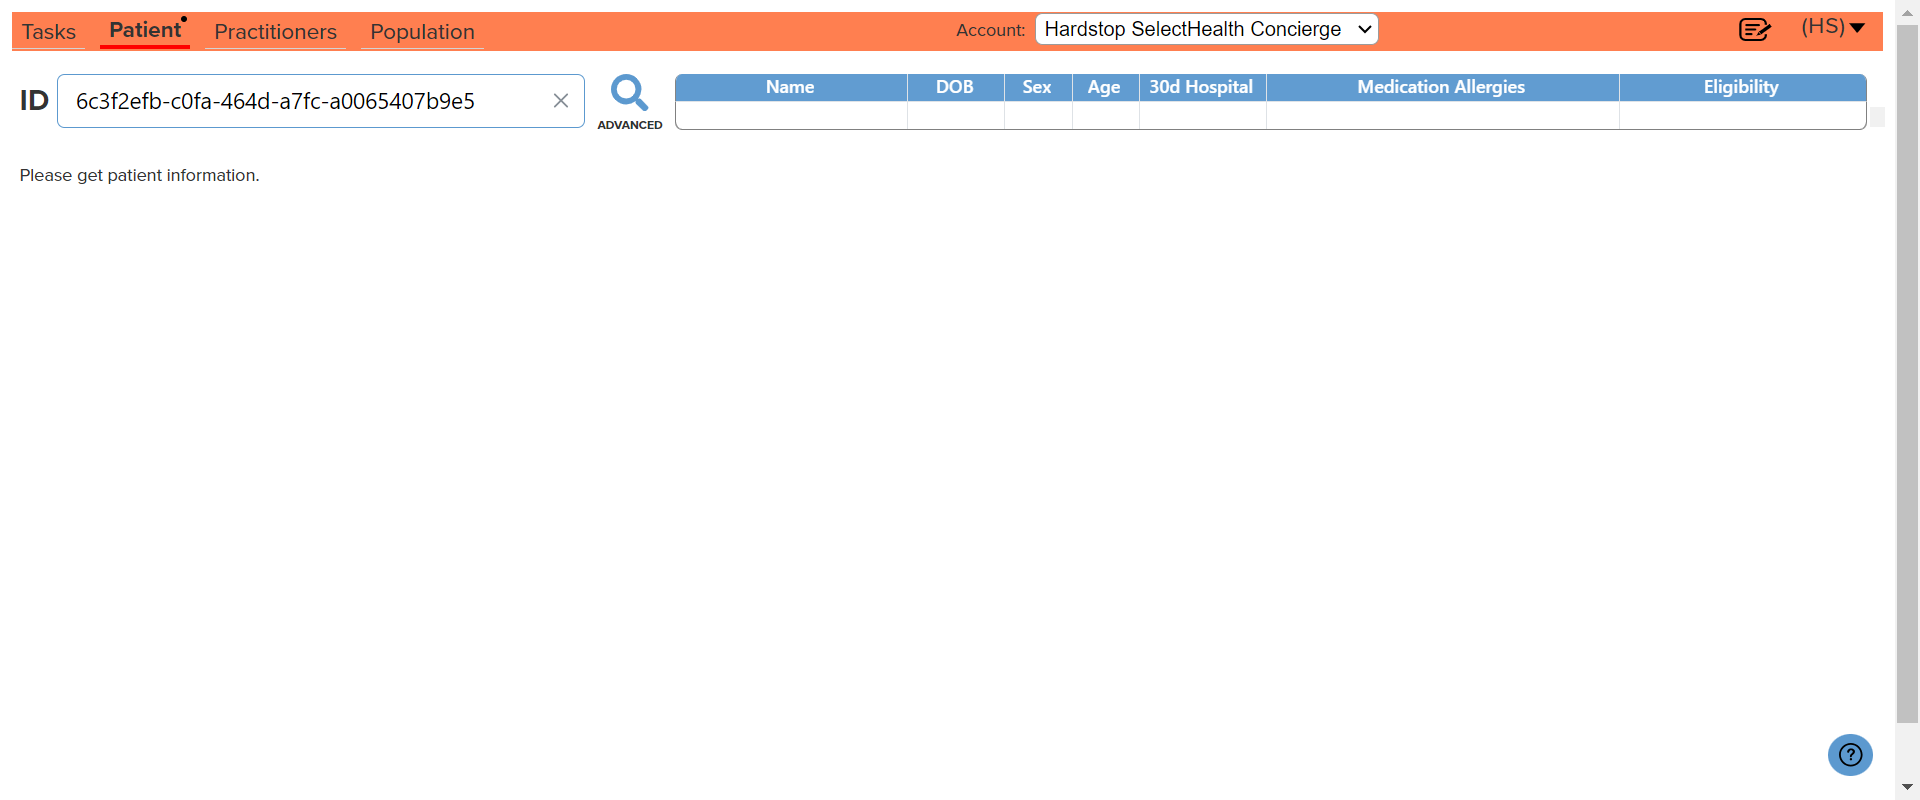 Tasks Patient Practitioners Population Account: Hardstop SelectHealth Concierge (HS)
ID 6c3f2efb-c0fa-464d-a7fc-a0065407b9e5 ADVANCED
Name DOB Sex Age 30d Hospital Medication Allergies Eligibility
Please get patient information.
?